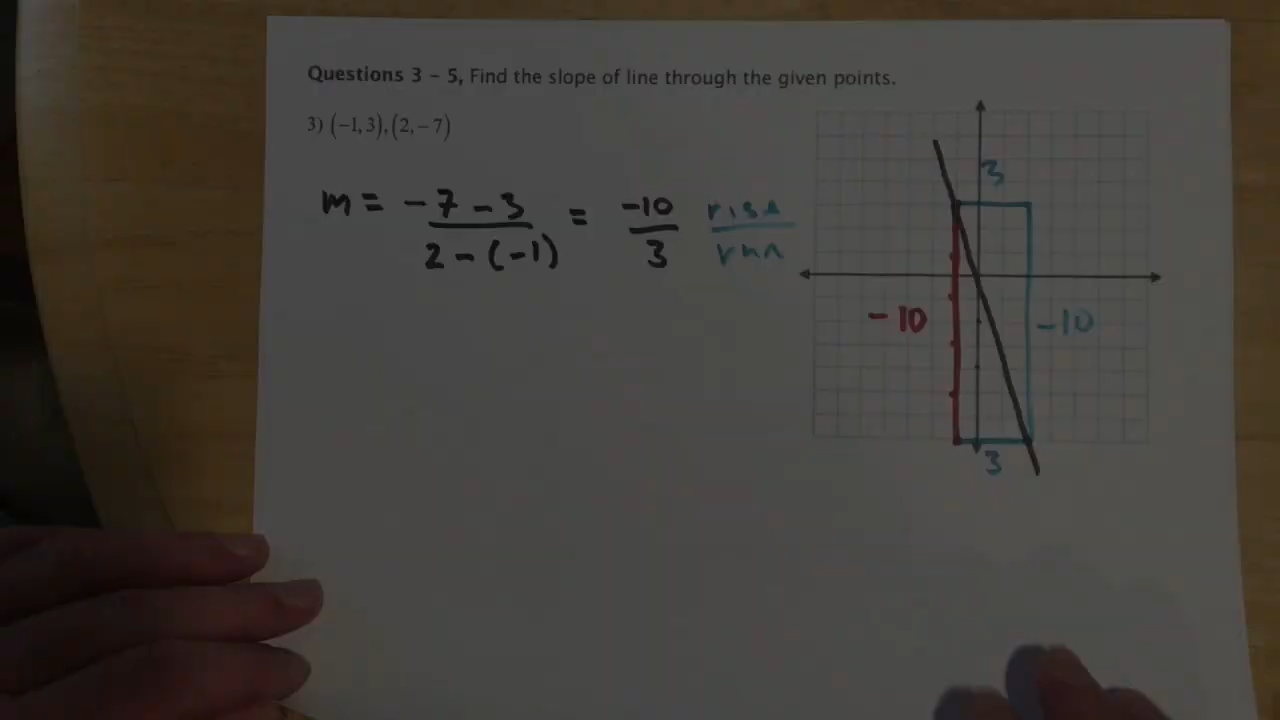 Questions 3 – 5, Find the slope of line through the given points.
3) (−1, 3), (2, − 7)
m = -7 - 3 / 2 - (-1) = -10 / 3 rise / run
3
-10
-10
3